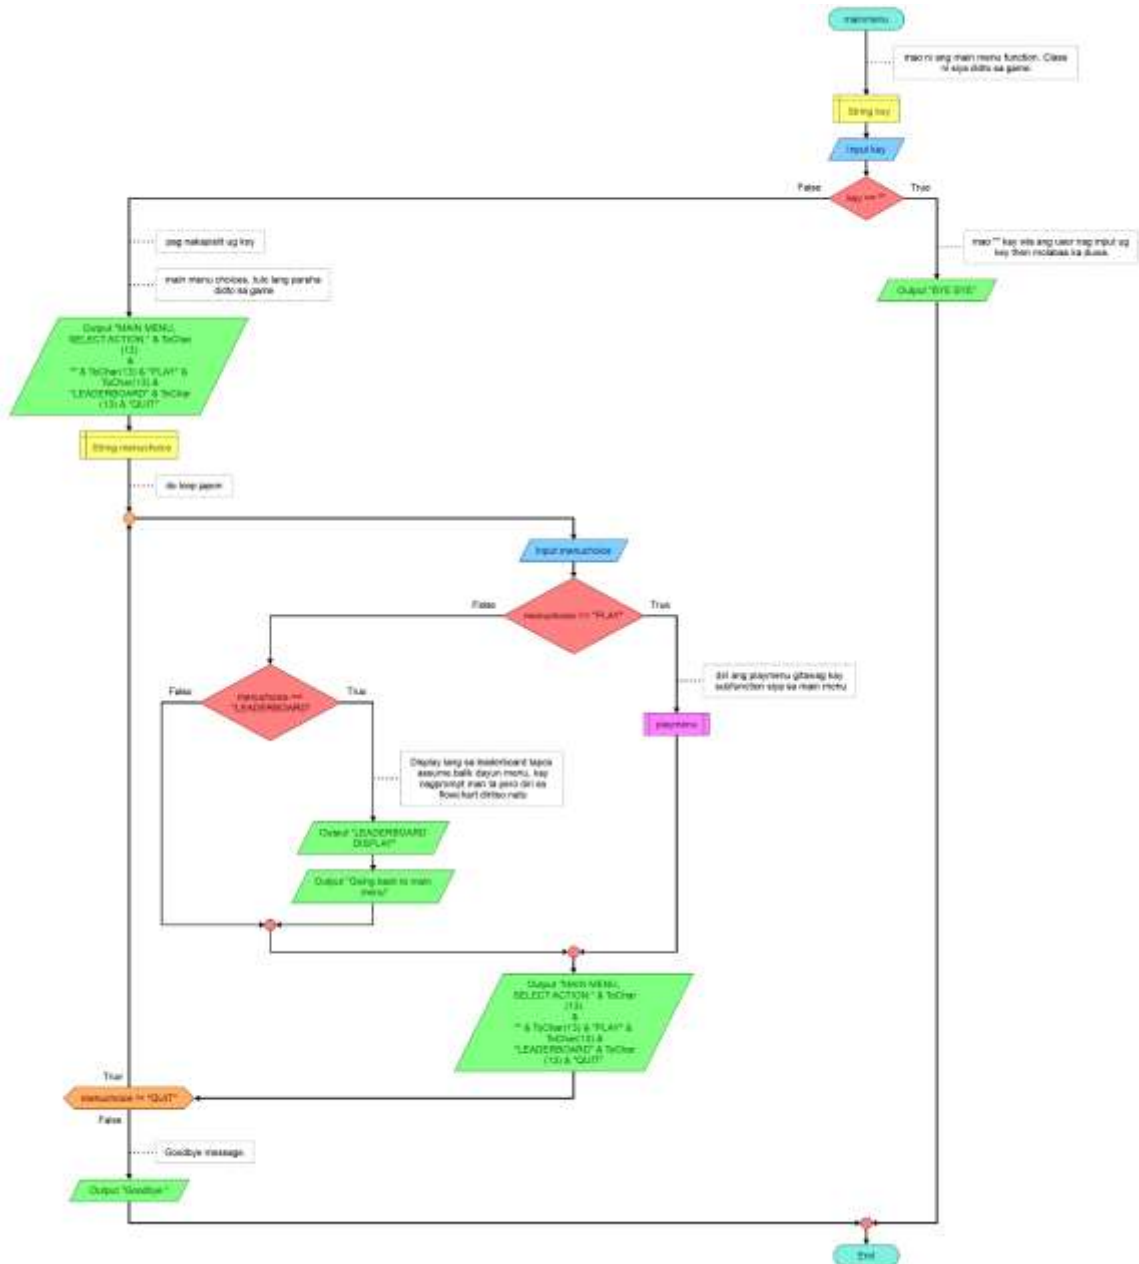 mainmenu
mao ni ang main menu function. Class
ni siya didto sa game.
String key
Input key
False
True
key == ""
pag nakapislit ug key
mao "" kay wla ang user nag input ug
key then molabas ka
main menu choices, tulo lang pareha
didto sa game
Output "BYE BYE"
Output "MAIN MENU,
SELECT ACTION:" & ToChar
(13)
&
"" & ToChar(13) & "PLAY" &
ToChar(13) &
"LEADERBOARD" & ToChar
(13) & "QUIT"
String menuchoice
do loop japon
Input menuchoice
False
True
menuchoice == "PLAY"
False
True
menuchoice ==
"LEADERBOARD"
diri ang playmenu gitawag kay
subfunction siya sa main menu
playmenu
Display lang sa leaderboard tapos
assume balik dayun menu, kay
nagprompt man ta pero diri sa
flowchart diritso nato
Output "LEADERBOARD
DISPLAY"
Output "Going back to main
menu"
Output "MAIN MENU,
SELECT ACTION:" & ToChar
(13)
&
"" & ToChar(13) & "PLAY" &
ToChar(13) &
"LEADERBOARD" & ToChar
(13) & "QUIT"
True
menuchoice != "QUIT"
False
Goodbye message.
Output "Goodbye "
End